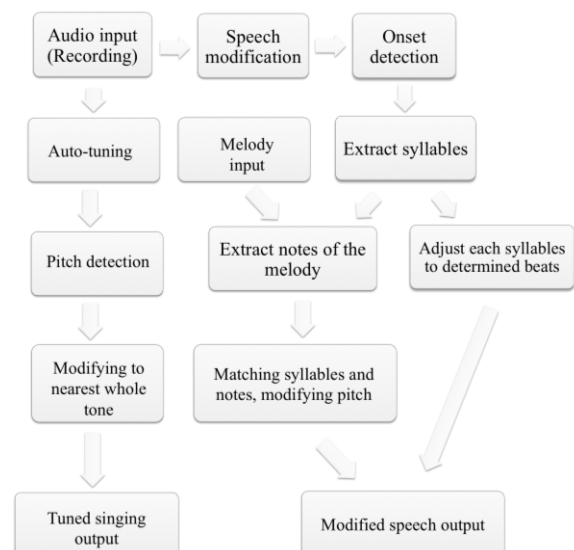 Audio input
(Recording)
Speech
modification
Onset
detection
Auto-tuning
Melody
input
Extract syllables
Pitch detection
Extract notes of the
melody
Adjust each syllables
to determined beats
Modifying to
nearest whole
tone
Matching syllables and
notes, modifying pitch
Tuned singing
output
Modified speech output